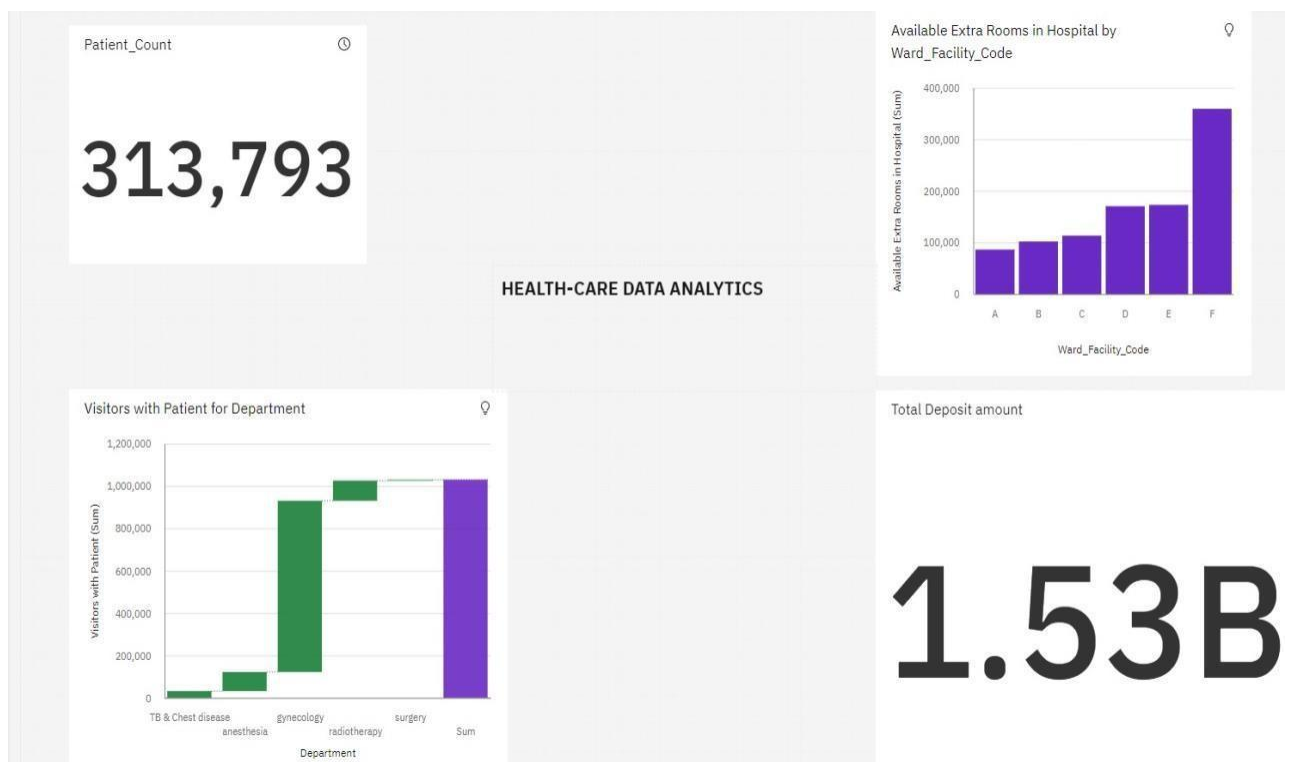 Patient_Count
313,793
Available Extra Rooms in Hospital by
Ward_Facility_Code
Available Extra Rooms in Hospital (Sum)
400,000
300,000
200,000
100,000
0
A B C D E F
Ward_Facility_Code
HEALTH-CARE DATA ANALYTICS
Visitors with Patient for Department
Visitors with Patient (Sum)
1,200,000
1,000,000
800,000
600,000
400,000
200,000
0
TB & Chest disease gynecology surgery
anesthesia radiotherapy Sum
Department
Total Deposit amount
1.53B